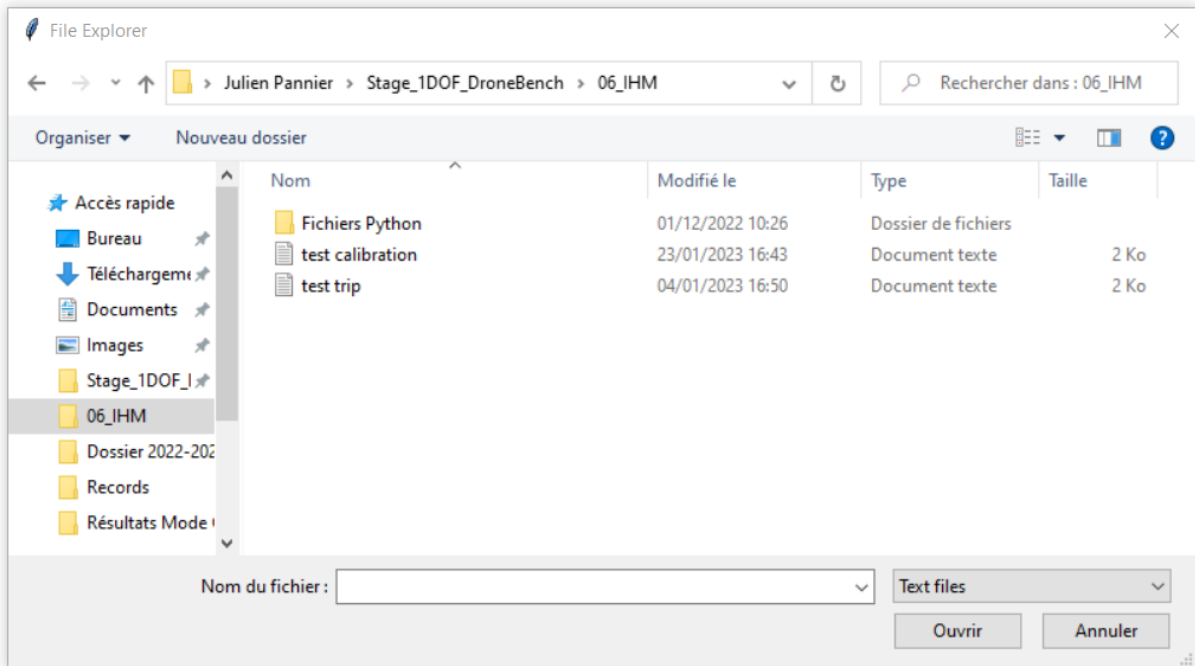 File Explorer
Julien Pannier > Stage_1DOF_DroneBench > 06_IHM
Rechercher dans : 06_IHM
Organiser
Nouveau dossier
Accès rapide
Bureau
Téléchargeme
Documents
Images
Stage_1DOF_I
06_IHM
Dossier 2022-202
Records
Résultats Mode
Nom Modifié le Type Taille
Fichiers Python 01/12/2022 10:26 Dossier de fichiers
test calibration 23/01/2023 16:43 Document texte 2 Ko
test trip 04/01/2023 16:50 Document texte 2 Ko
Nom du fichier :
Text files
Ouvrir
Annuler